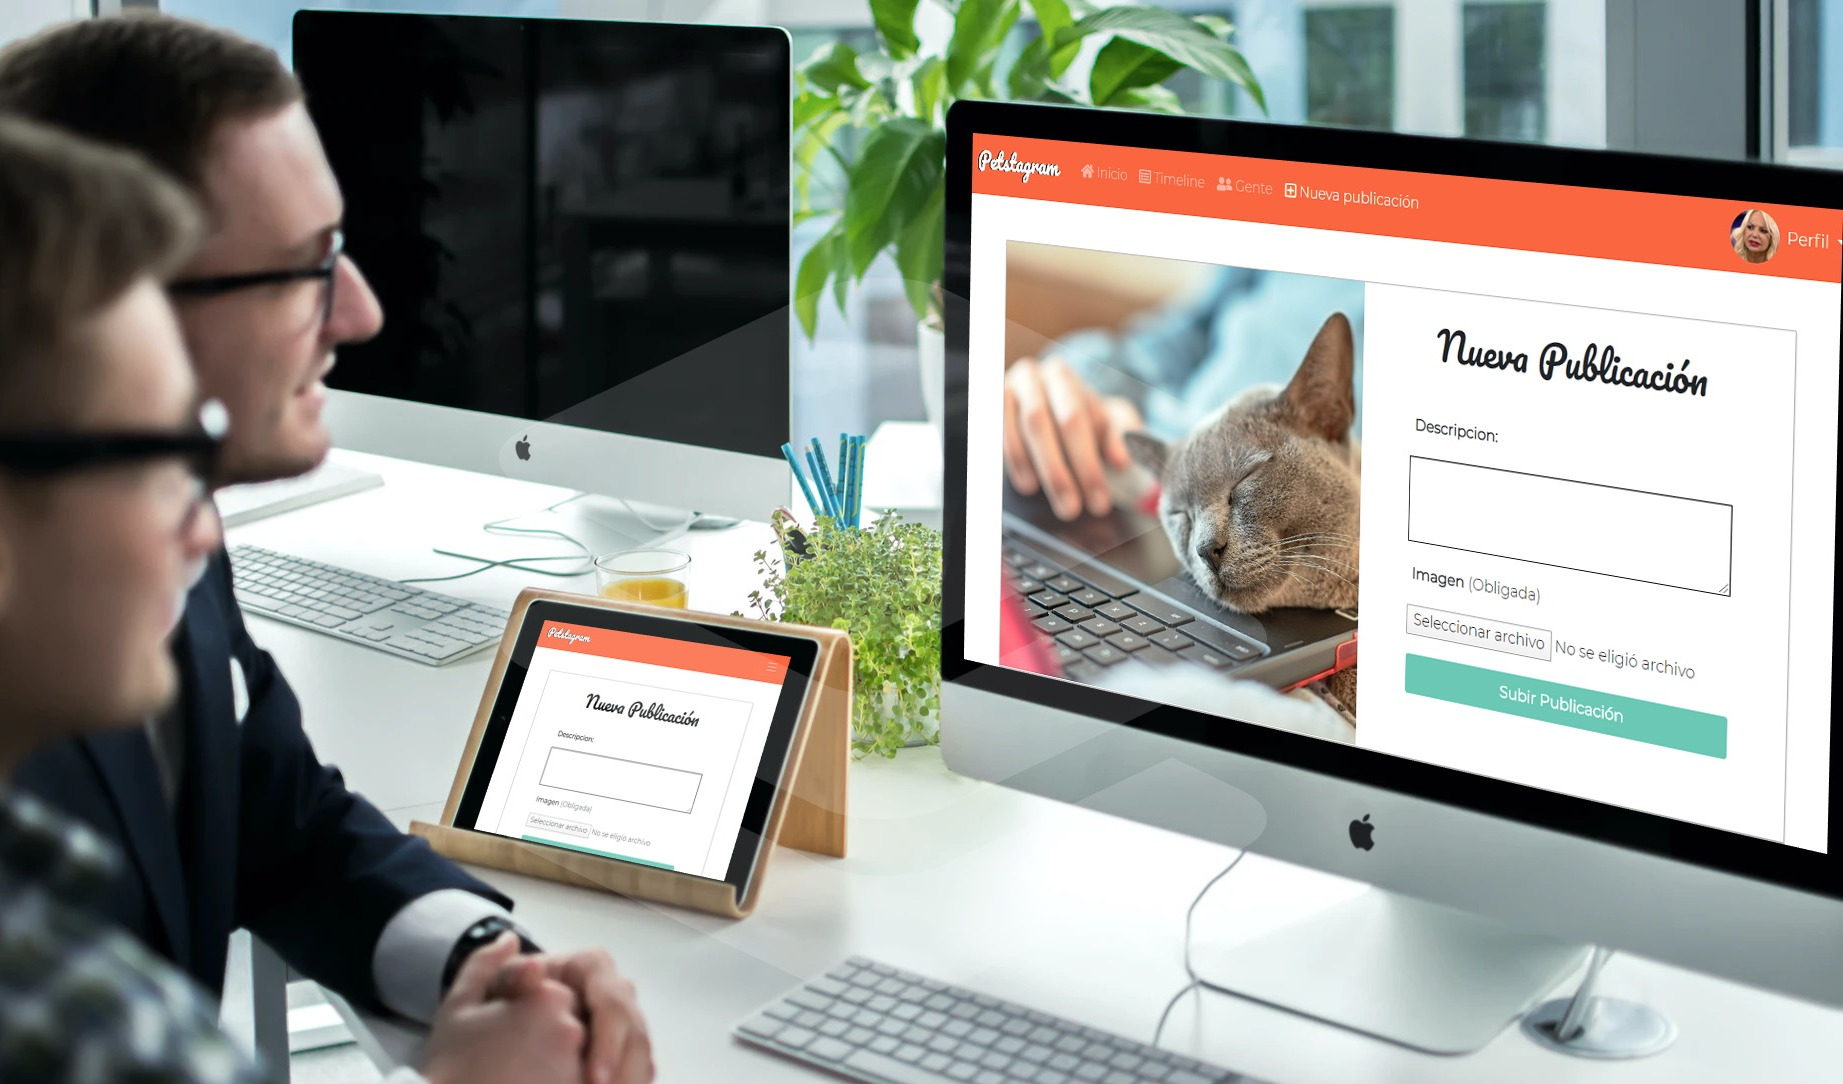 Petstagram
Inicio Timeline Gente Nueva publicación
Perfil
Nueva Publicación
Descripcion:
Imagen (Obligada)
Seleccionar archivo No se eligió archivo
Subir Publicación
Petstagram
Nueva Publicación
Descripcion:
Imagen (Obligada)
Seleccionar archivo No se eligió archivo